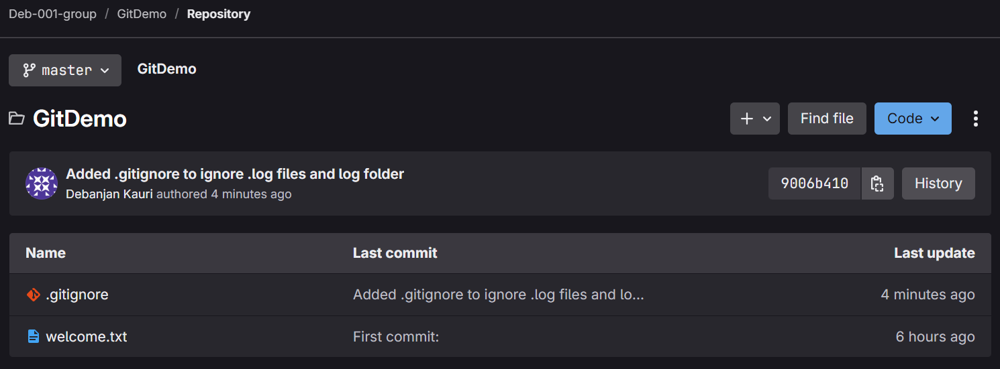 Deb-001-group / GitDemo / Repository
master GitDemo
GitDemo + Find file Code
Added .gitignore to ignore .log files and log folder
Debanjan Kauri authored 4 minutes ago
9006b410 History
Name Last commit Last update
.gitignore Added .gitignore to ignore .log files and lo... 4 minutes ago
welcome.txt First commit: 6 hours ago